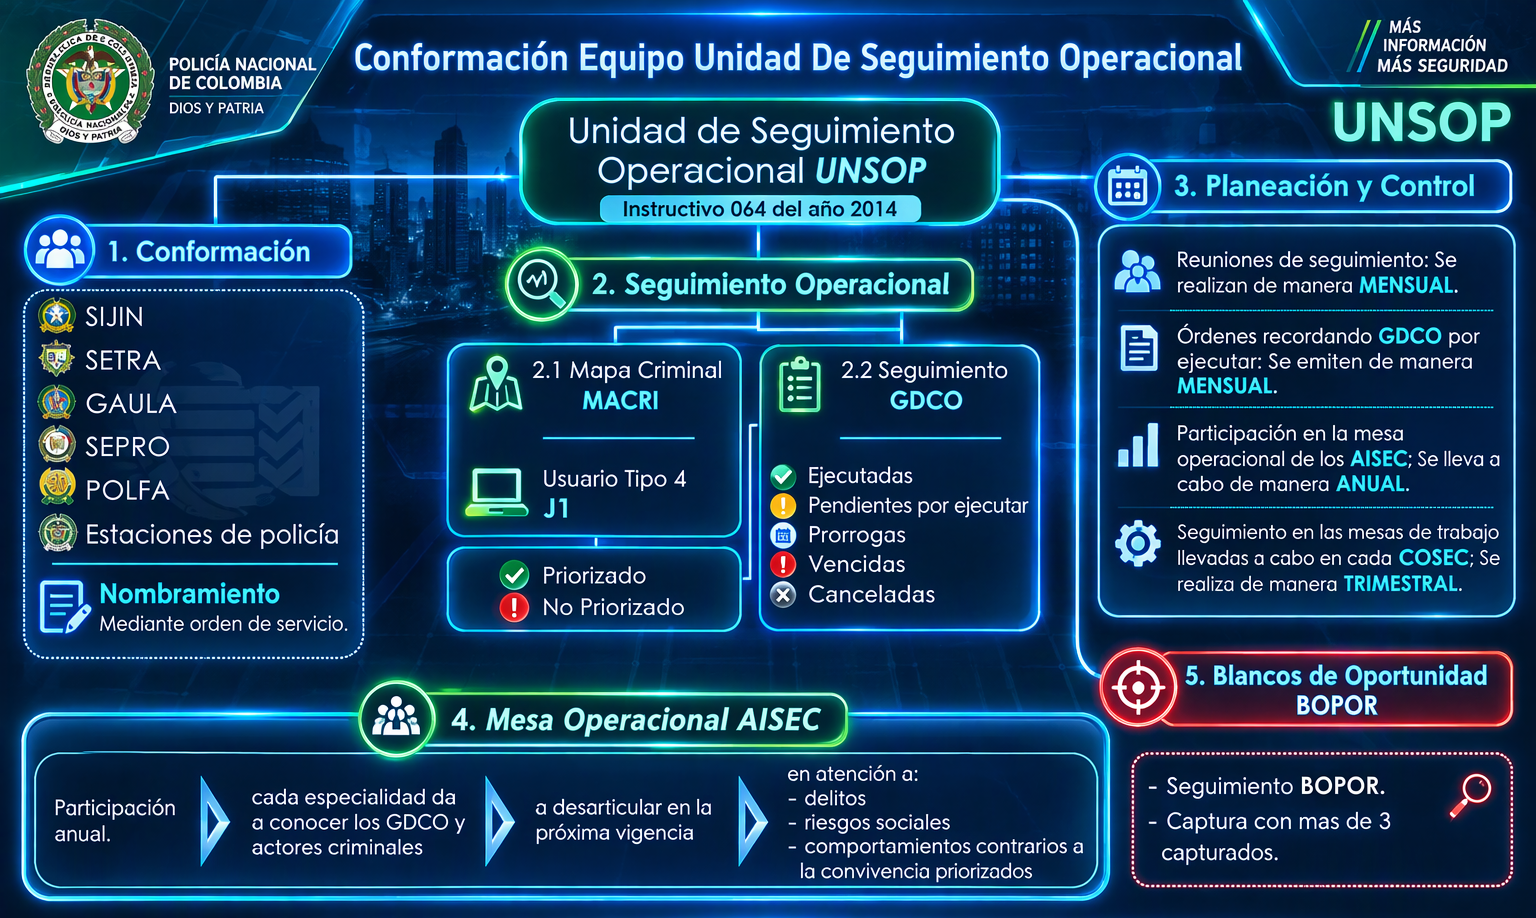 POLICÍA NACIONAL
DE COLOMBIA
DIOS Y PATRIA
DIOS Y PATRIA
Conformación Equipo Unidad De Seguimiento Operacional
MÁS
INFORMACIÓN
MÁS SEGURIDAD
UNSOP
Unidad de Seguimiento
Operacional UNSOP
Instructivo 064 del año 2014
1. Conformación
SIJIN
SETRA
GAULA
SEPRO
POLFA
Estaciones de policía
Nombramiento
Mediante orden de servicio.
2. Seguimiento Operacional
2.1 Mapa Criminal
MACRI
Usuario Tipo 4
J1
Priorizado
No Priorizado
2.2 Seguimiento
GDCO
Ejecutadas
Pendientes por ejecutar
Prorrogas
Vencidas
Canceladas
3. Planeación y Control
Reuniones de seguimiento: Se
realizan de manera MENSUAL.
Órdenes recordando GDCO por
ejecutar: Se emiten de manera
MENSUAL.
Participación en la mesa
operacional de los AISEC; Se lleva a
cabo de manera ANUAL.
Seguimiento en las mesas de trabajo
llevadas a cabo en cada COSEC; Se
realiza de manera TRIMESTRAL.
4. Mesa Operacional AISEC
Participación
anual.
cada especialidad da
a conocer los GDCO y
actores criminales
a desarticular en la
próxima vigencia
en atención a:
- delitos
- riesgos sociales
- comportamientos contrarios a
la convivencia priorizados
5. Blancos de Oportunidad
BOPOR
- Seguimiento BOPOR.
- Captura con mas de 3
capturados.